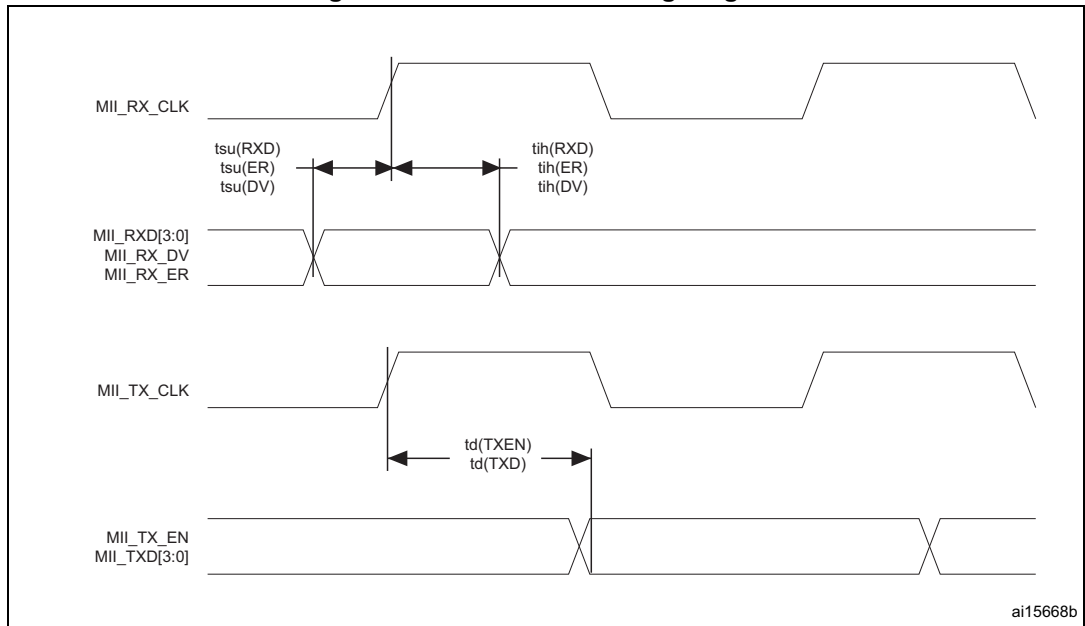 MII_RX_CLK
tsu(RXD)
tsu(ER)
tsu(DV)
tih(RXD)
tih(ER)
tih(DV)
MII_RXD[3:0]
MII_RX_DV
MII_RX_ER
MII_TX_CLK
td(TXEN)
td(TXD)
MII_TX_EN
MII_TXD[3:0]
ai15668b